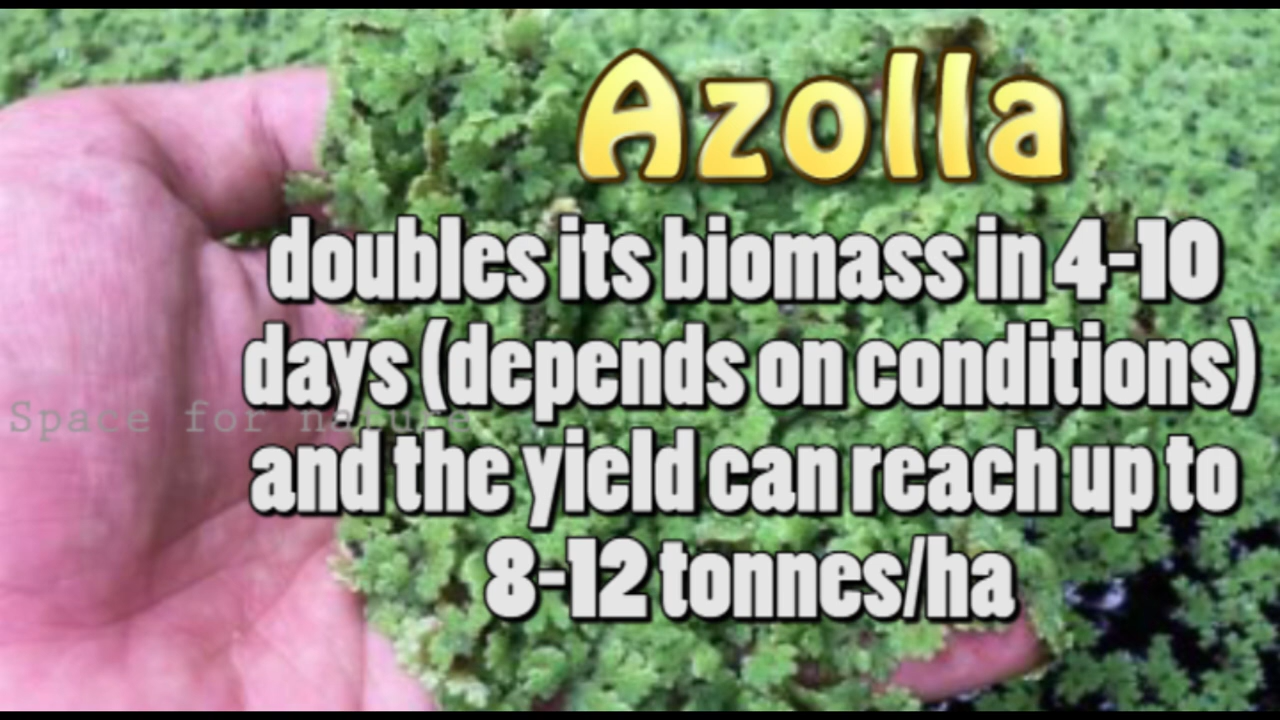 Azolla
doubles its biomass in 4-10
days (depends on conditions)
Space for nature
and the yield can reach up to
8-12 tonnes/ha